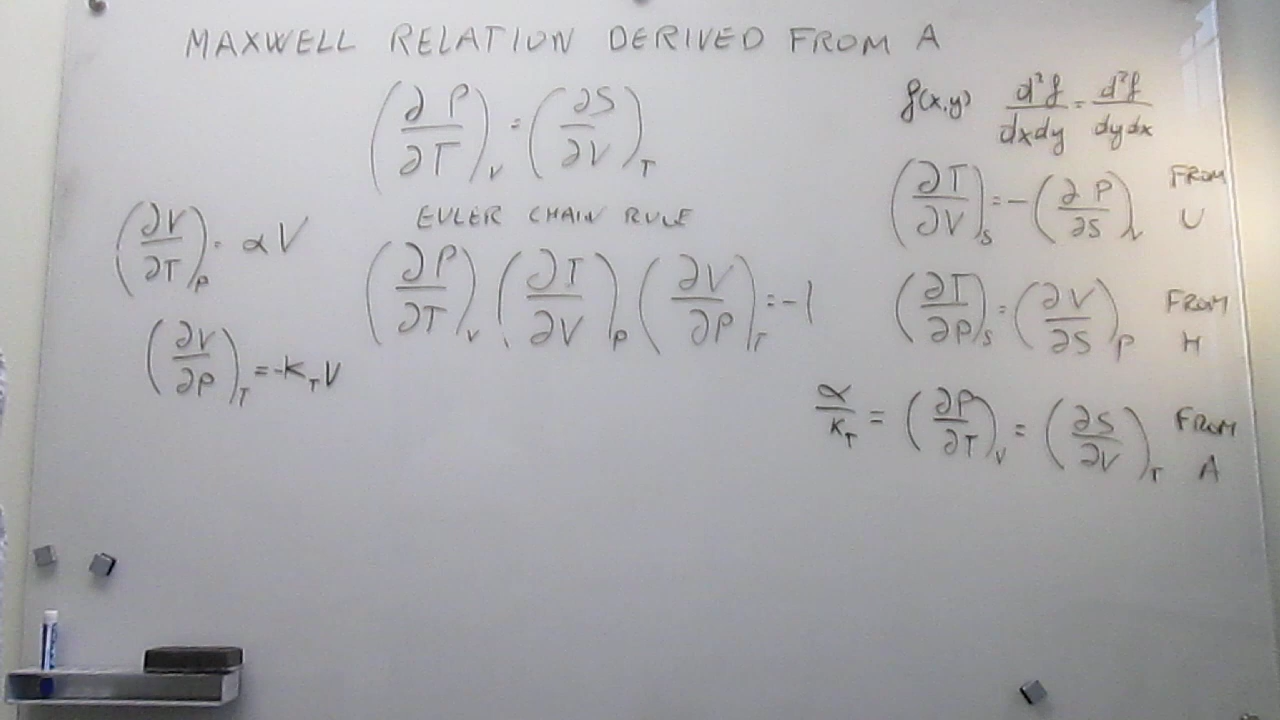 MAXWELL RELATION DERIVED FROM A
(∂P/∂T)_V = (∂S/∂V)_T
f(x,y) d²f/dxdy = d²f/dydx
(∂T/∂V)_S = -(∂P/∂S)_V FROM U
(∂V/∂T)_P = αV
EULER CHAIN RULE
(∂P/∂T)_V (∂T/∂V)_P (∂V/∂P)_T = -1
(∂T/∂P)_S = (∂V/∂S)_P FROM H
(∂V/∂P)_T = -K_T V
α/K_T = (∂P/∂T)_V = (∂S/∂V)_T FROM A